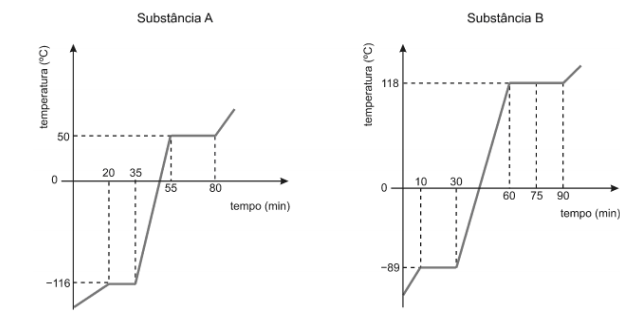 Substância A
temperatura (ºC)
50
0
20 35
55 80
tempo (min)
−116
Substância B
temperatura (ºC)
118
0
10 30
60 75 90
tempo (min)
−89